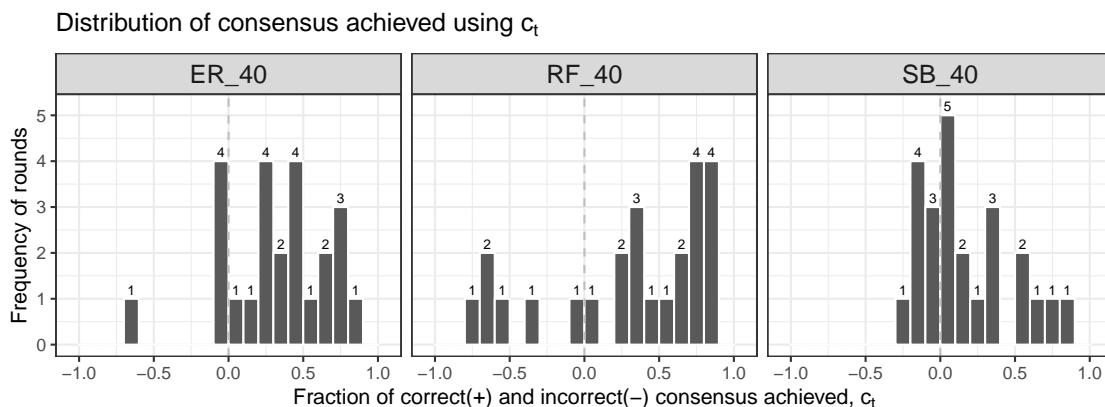 Distribution of consensus achieved using cₜ
ER_40 RF_40 SB_40
Frequency of rounds
5
4
3
2
1
0
1 4 1 1 4 2 4 1 2 3 1
1 2 1 1 1 1 2 3 1 1 2 4 4
1 4 3 5 2 1 3 2 1 1 1
−1.0 −0.5 0.0 0.5 1.0 −1.0 −0.5 0.0 0.5 1.0 −1.0 −0.5 0.0 0.5 1.0
Fraction of correct(+) and incorrect(−) consensus achieved, cₜ